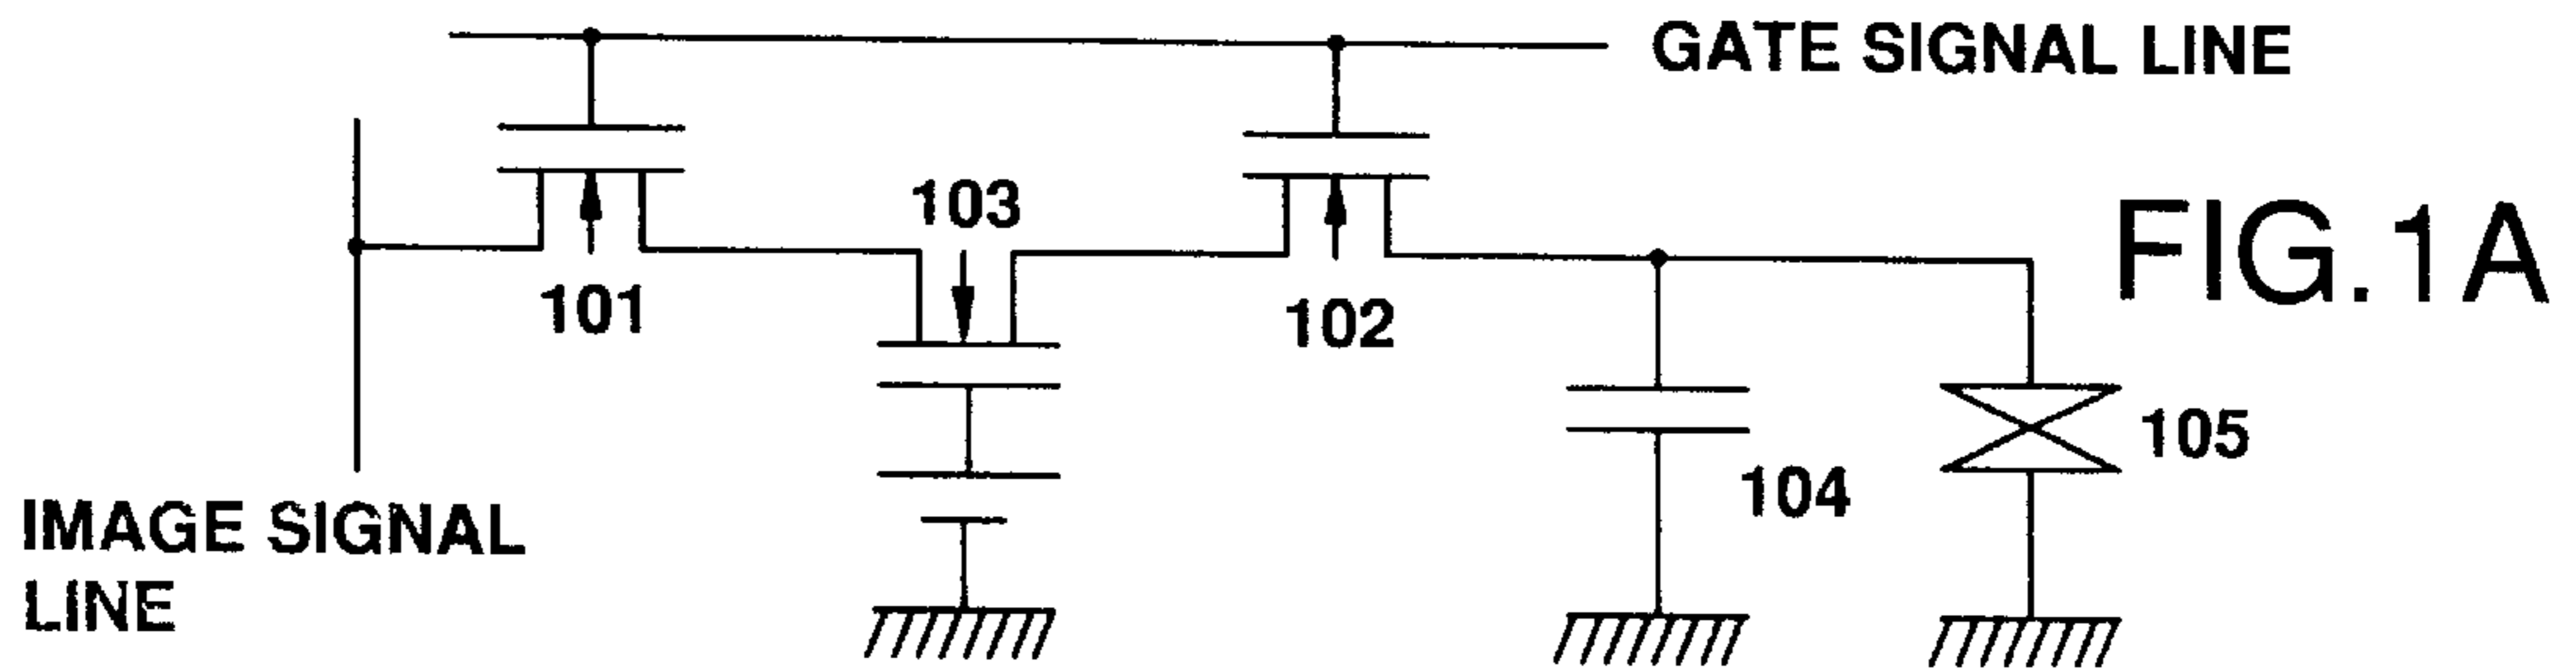 GATE SIGNAL LINE
103
FIG.1A
101
102
105
104
IMAGE SIGNAL
LINE